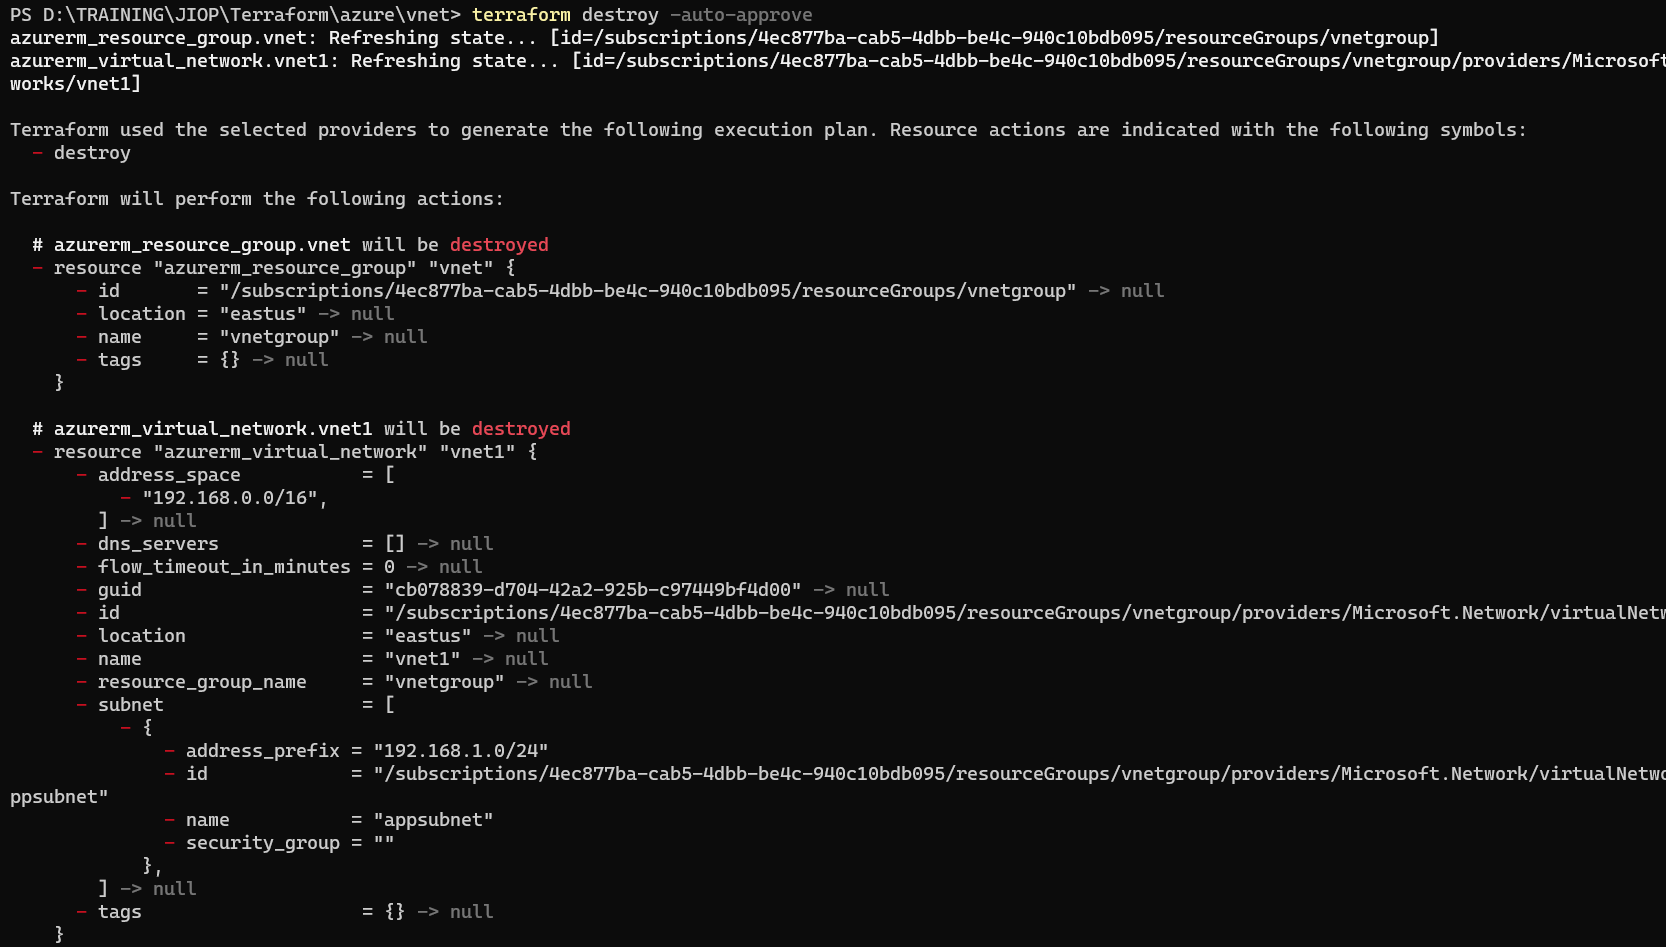 PS D:\TRAINING\JIOP\Terraform\azure\vnet> terraform destroy -auto-approve
azurerm_resource_group.vnet: Refreshing state... [id=/subscriptions/4ec877ba-cab5-4dbb-be4c-940c10bdb095/resourceGroups/vnetgroup]
azurerm_virtual_network.vnet1: Refreshing state... [id=/subscriptions/4ec877ba-cab5-4dbb-be4c-940c10bdb095/resourceGroups/vnetgroup/providers/Microsoft
works/vnet1]
Terraform used the selected providers to generate the following execution plan. Resource actions are indicated with the following symbols:
  - destroy
Terraform will perform the following actions:
  # azurerm_resource_group.vnet will be destroyed
  - resource "azurerm_resource_group" "vnet" {
      - id       = "/subscriptions/4ec877ba-cab5-4dbb-be4c-940c10bdb095/resourceGroups/vnetgroup" -> null
      - location = "eastus" -> null
      - name     = "vnetgroup" -> null
      - tags     = {} -> null
    }
  # azurerm_virtual_network.vnet1 will be destroyed
  - resource "azurerm_virtual_network" "vnet1" {
      - address_space           = [
          - "192.168.0.0/16",
        ] -> null
      - dns_servers             = [] -> null
      - flow_timeout_in_minutes = 0 -> null
      - guid                    = "cb078839-d704-42a2-925b-c97449bf4d00" -> null
      - id                      = "/subscriptions/4ec877ba-cab5-4dbb-be4c-940c10bdb095/resourceGroups/vnetgroup/providers/Microsoft.Network/virtualNetw
      - location                = "eastus" -> null
      - name                    = "vnet1" -> null
      - resource_group_name     = "vnetgroup" -> null
      - subnet                  = [
          - {
              - address_prefix = "192.168.1.0/24"
              - id             = "/subscriptions/4ec877ba-cab5-4dbb-be4c-940c10bdb095/resourceGroups/vnetgroup/providers/Microsoft.Network/virtualNetwo
ppsubnet"
              - name           = "appsubnet"
              - security_group = ""
            },
        ] -> null
      - tags                    = {} -> null
    }